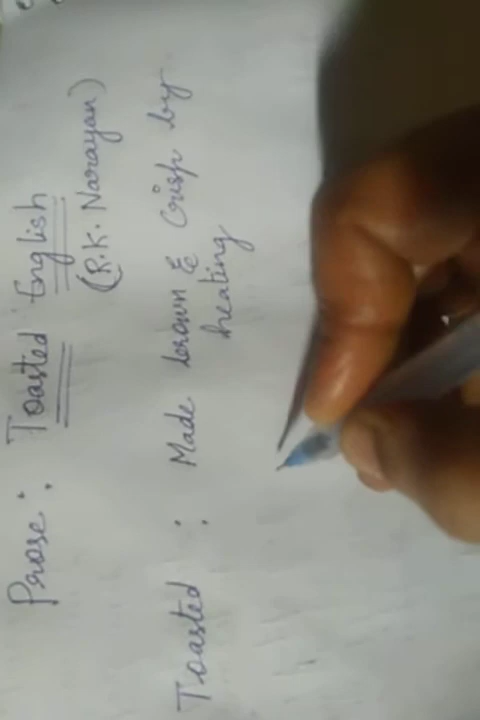 Prose : Toasted English
(R.K. Narayan)
Toasted : Made brown & Crisp by
heating